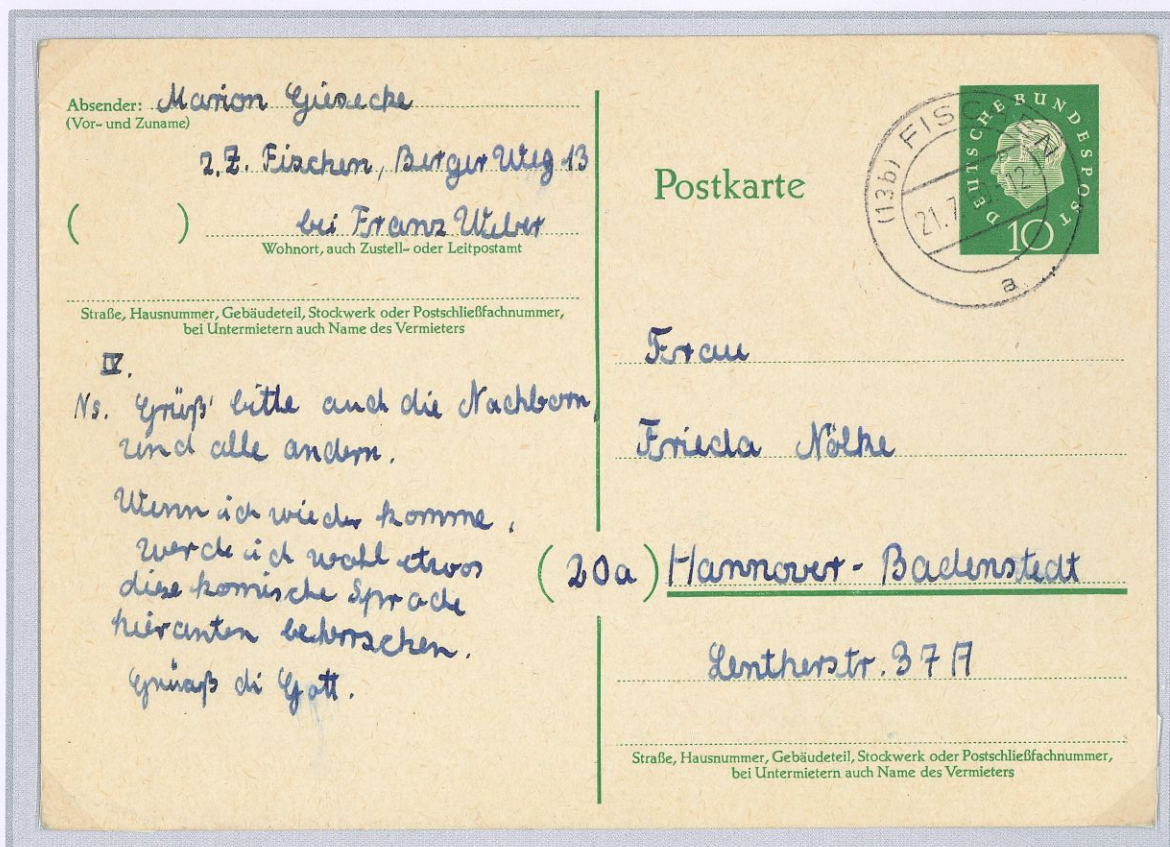 Absender: Marion Giesecke
(Vor- und Zuname)
z.Z. Fischen, Berger Weg 13
( ) bei Franz Weber
Wohnort, auch Zustell- oder Leitpostamt
Straße, Hausnummer, Gebäudeteil, Stockwerk oder Postschließfachnummer,
bei Untermietern auch Name des Vermieters
IV.
Ns. Grüß' bitte auch die Nachbarn
und alle andern.
Wenn ich wieder komme,
werde ich wohl etwas
diese komische Sprache
hierunten beherrschen.
Grüaß di Gott.
Postkarte
DEUTSCHE BUNDESPOST
10
(13b) FISCHEN
21.7. -12
a
Frau
Frieda Nölke
(20a) Hannover-Badenstedt
Lentherstr. 37A
Straße, Hausnummer, Gebäudeteil, Stockwerk oder Postschließfachnummer,
bei Untermietern auch Name des Vermieters